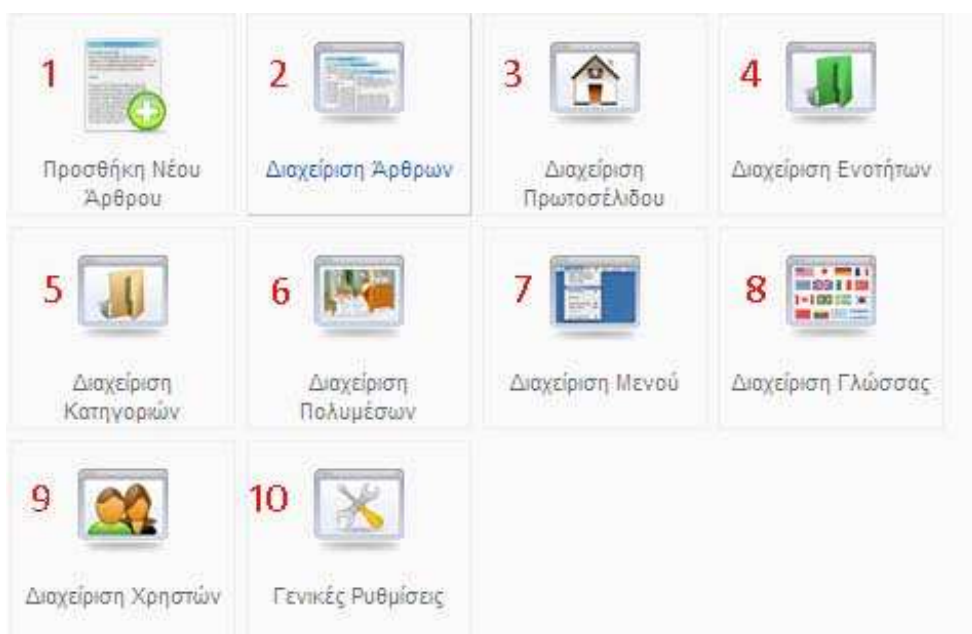 1
Προσθήκη Νέου
Άρθρου
2
Διαχείριση Άρθρων
3
Διαχείριση
Πρωτοσέλιδου
4
Διαχείριση Ενοτήτων
5
Διαχείριση
Κατηγοριών
6
Διαχείριση
Πολυμέσων
7
Διαχείριση Μενού
8
Διαχείριση Γλώσσας
9
Διαχείριση Χρηστών
10
Γενικές Ρυθμίσεις